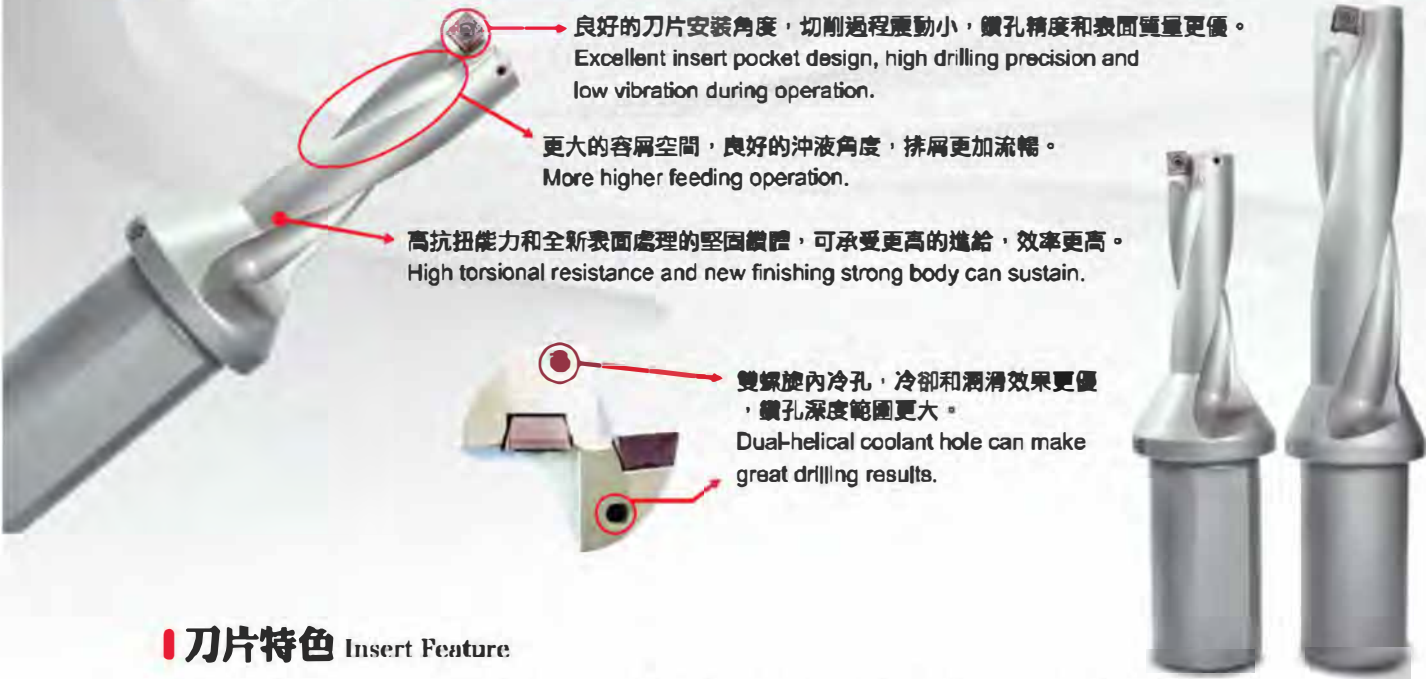 良好的刀片安裝角度，切削過程震動小，鑽孔精度和表面質量更優。
Excellent insert pocket design, high drilling precision and
low vibration during operation.
更大的容屑空間，良好的沖液角度，排屑更加流暢。
More higher feeding operation.
高抗扭能力和全新表面處理的堅固鑽體，可承受更高的進給，效率更高。
High torsional resistance and new finishing strong body can sustain.
雙螺旋內冷孔，冷卻和潤滑效果更優
，鑽孔深度範圍更大。
Dual-helical coolant hole can make
great drilling results.
刀片特色 Insert Feature